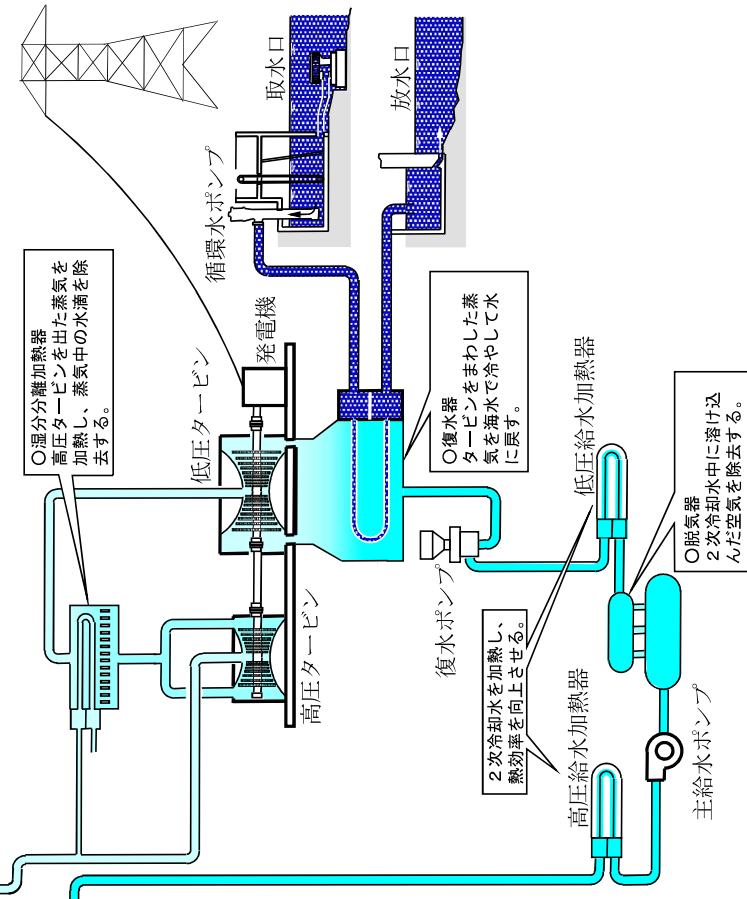 取水口
放水口
循環水ポンプ
発電機
低圧タービン
高圧タービン
○湿分分離加熱器
高圧タービンを出た蒸気を
加熱し、蒸気中の水滴を除
去する。
○復水器
タービンをまわした蒸
気を海水で冷やして水
に戻す。
復水ポンプ
低圧給水加熱器
2次冷却水を加熱し、
熱効率を向上させる。
高圧給水加熱器
○脱気器
2次冷却水中に溶け込
んだ空気を除去する。
主給水ポンプ